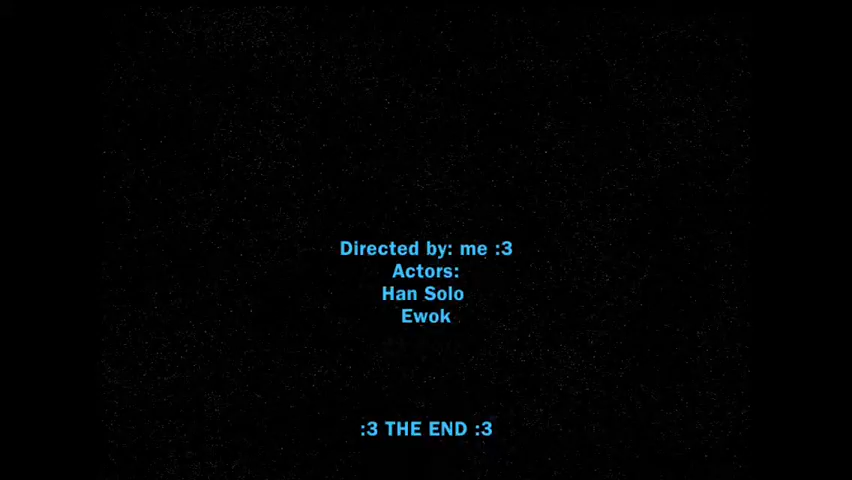 Directed by: me :3
Actors:
Han Solo
Ewok
:3 THE END :3